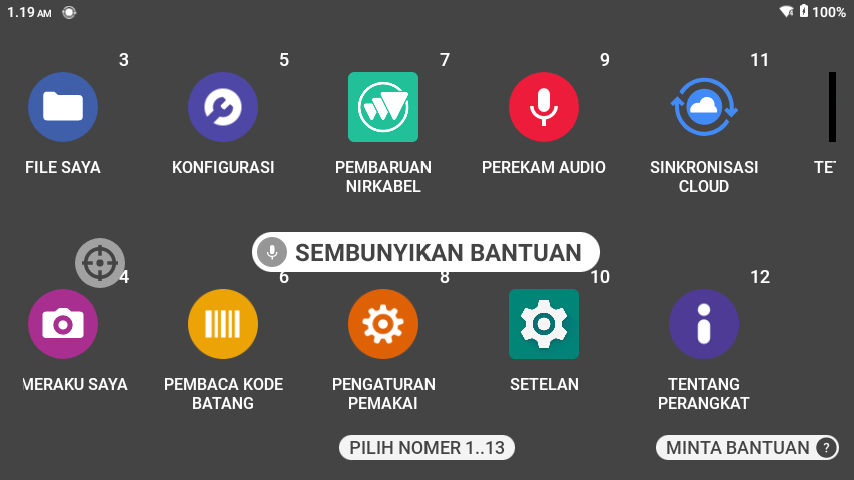 1.19 AM
100%
3
5
7
9
11
FILE SAYA
KONFIGURASI
PEMBARUAN
NIRKABEL
PEREKAM AUDIO
SINKRONISASI
CLOUD
SEMBUNYIKAN BANTUAN
4
6
8
10
12
MERAKU SAYA
PEMBACA KODE
BATANG
PENGATURAN
PEMAKAI
SETELAN
TENTANG
PERANGKAT
PILIH NOMER 1..13
MINTA BANTUAN ?